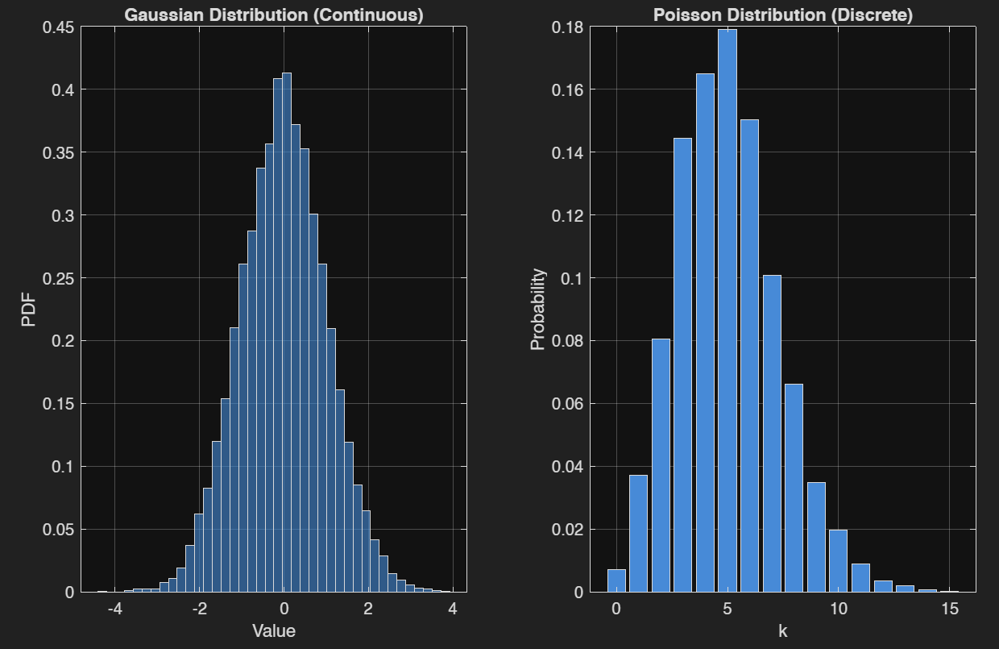 Gaussian Distribution (Continuous)
0.45
0.4
0.35
0.3
0.25
0.2
0.15
0.1
0.05
0
PDF
-4 -2 0 2 4
Value
Poisson Distribution (Discrete)
0.18
0.16
0.14
0.12
0.1
0.08
0.06
0.04
0.02
0
Probability
0 5 10 15
k